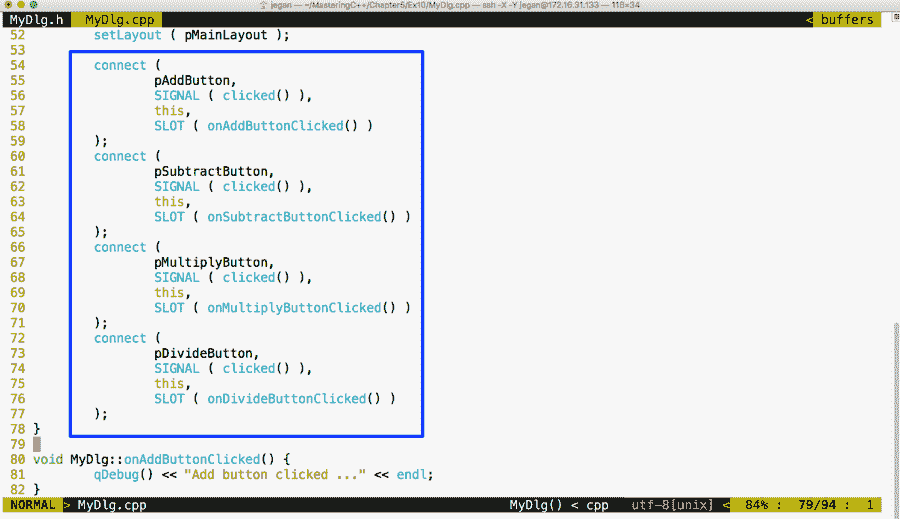 jegan — ~/MasteringC++/Chapter5/Ex10/MyDlg.cpp — ssh -X -Y jegan@172.16.31.133 — 118×34
MyDlg.h MyDlg.cpp < buffers
52 setLayout ( pMainLayout );
53
54 connect (
55 pAddButton,
56 SIGNAL ( clicked() ),
57 this,
58 SLOT ( onAddButtonClicked() )
59 );
60 connect (
61 pSubtractButton,
62 SIGNAL ( clicked() ),
63 this,
64 SLOT ( onSubtractButtonClicked() )
65 );
66 connect (
67 pMultiplyButton,
68 SIGNAL ( clicked() ),
69 this,
70 SLOT ( onMultiplyButtonClicked() )
71 );
72 connect (
73 pDivideButton,
74 SIGNAL ( clicked() ),
75 this,
76 SLOT ( onDivideButtonClicked() )
77 );
78 }
79
80 void MyDlg::onAddButtonClicked() {
81 qDebug() << "Add button clicked ..." << endl;
82 }
NORMAL > MyDlg.cpp MyDlg() < cpp utf-8[unix] < 84% : 79/94 : 1